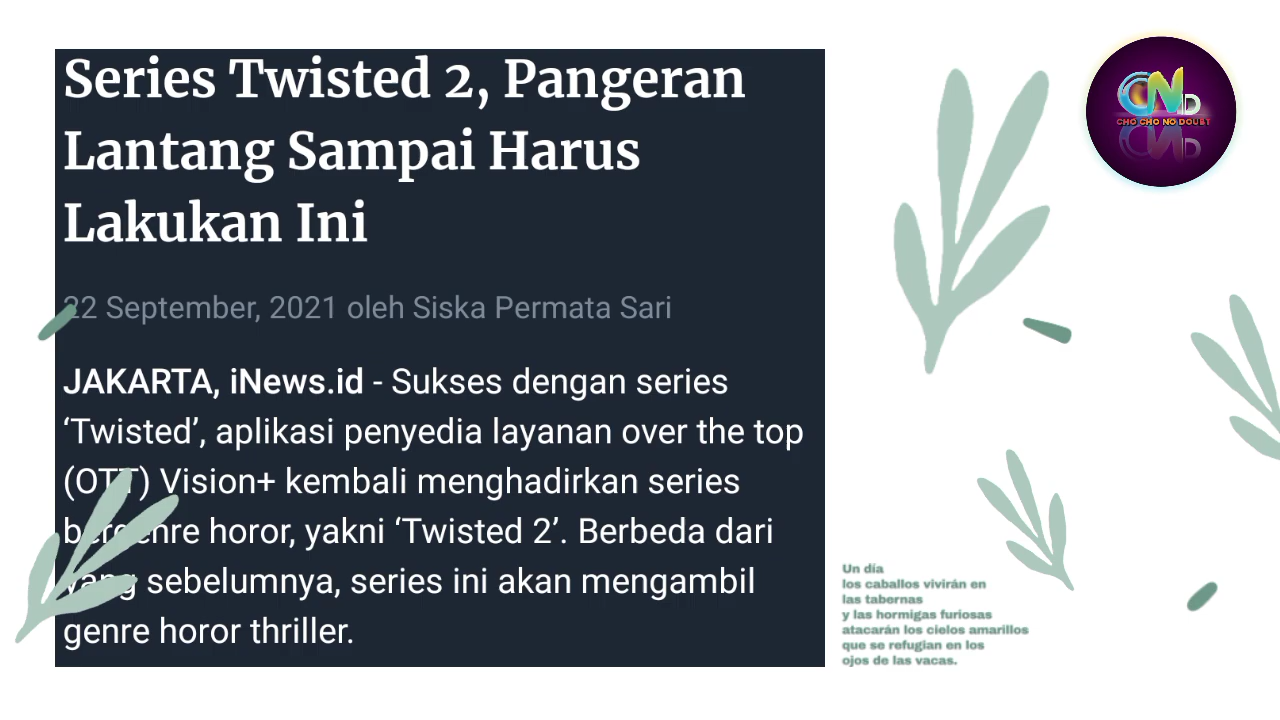 Series Twisted 2, Pangeran
Lantang Sampai Harus
Lakukan Ini
22 September, 2021 oleh Siska Permata Sari
JAKARTA, iNews.id - Sukses dengan series
‘Twisted’, aplikasi penyedia layanan over the top
(OTT) Vision+ kembali menghadirkan series
bergenre horor, yakni ‘Twisted 2’. Berbeda dari
yang sebelumnya, series ini akan mengambil
genre horor thriller.
CND
CHO CHO NO DOUBT
Un día
los caballos vivirán en
las tabernas
y las hormigas furiosas
atacarán los cielos amarillos
que se refugian en los
ojos de las vacas.